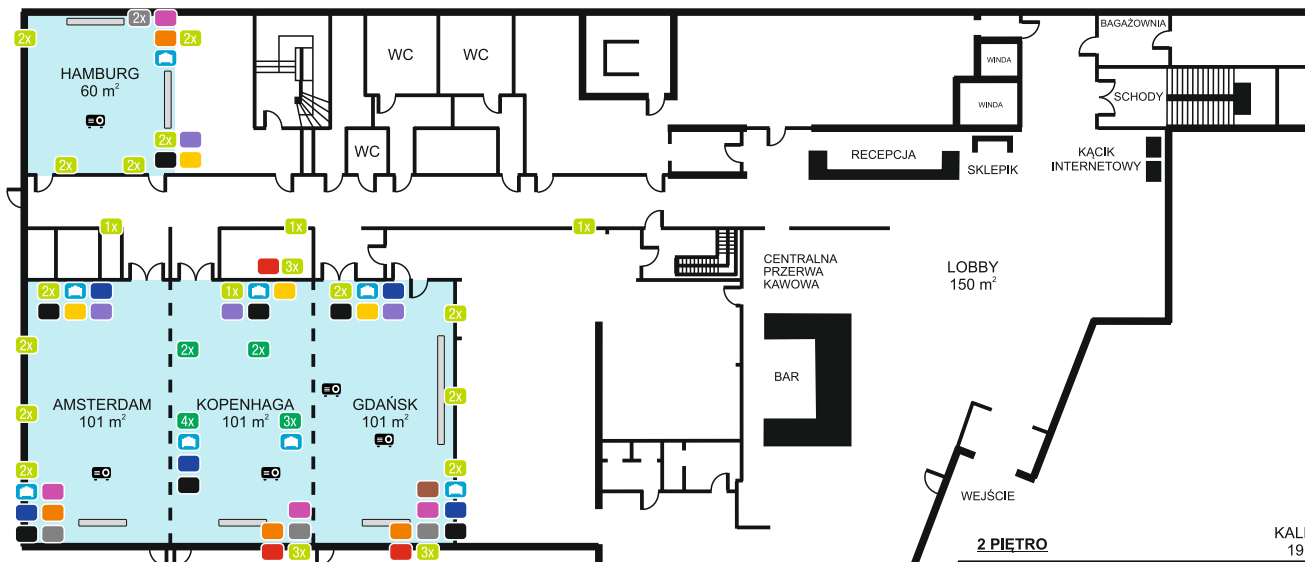 2x
2x
2x
HAMBURG
60 m²
2x
2x
2x
WC
WC
WC
WINDA
WINDA
BAGAŻOWNIA
SCHODY
RECEPCJA
SKLEPIK
KĄCIK
INTERNETOWY
1x
1x
1x
3x
2x
1x
2x
2x
2x
2x
2x
CENTRALNA
PRZERWA
KAWOWA
LOBBY
150 m²
BAR
AMSTERDAM
101 m²
KOPENHAGA
101 m²
GDAŃSK
101 m²
2x
2x
4x
3x
2x
2x
3x
3x
WEJŚCIE
2 PIĘTRO
KALI
19